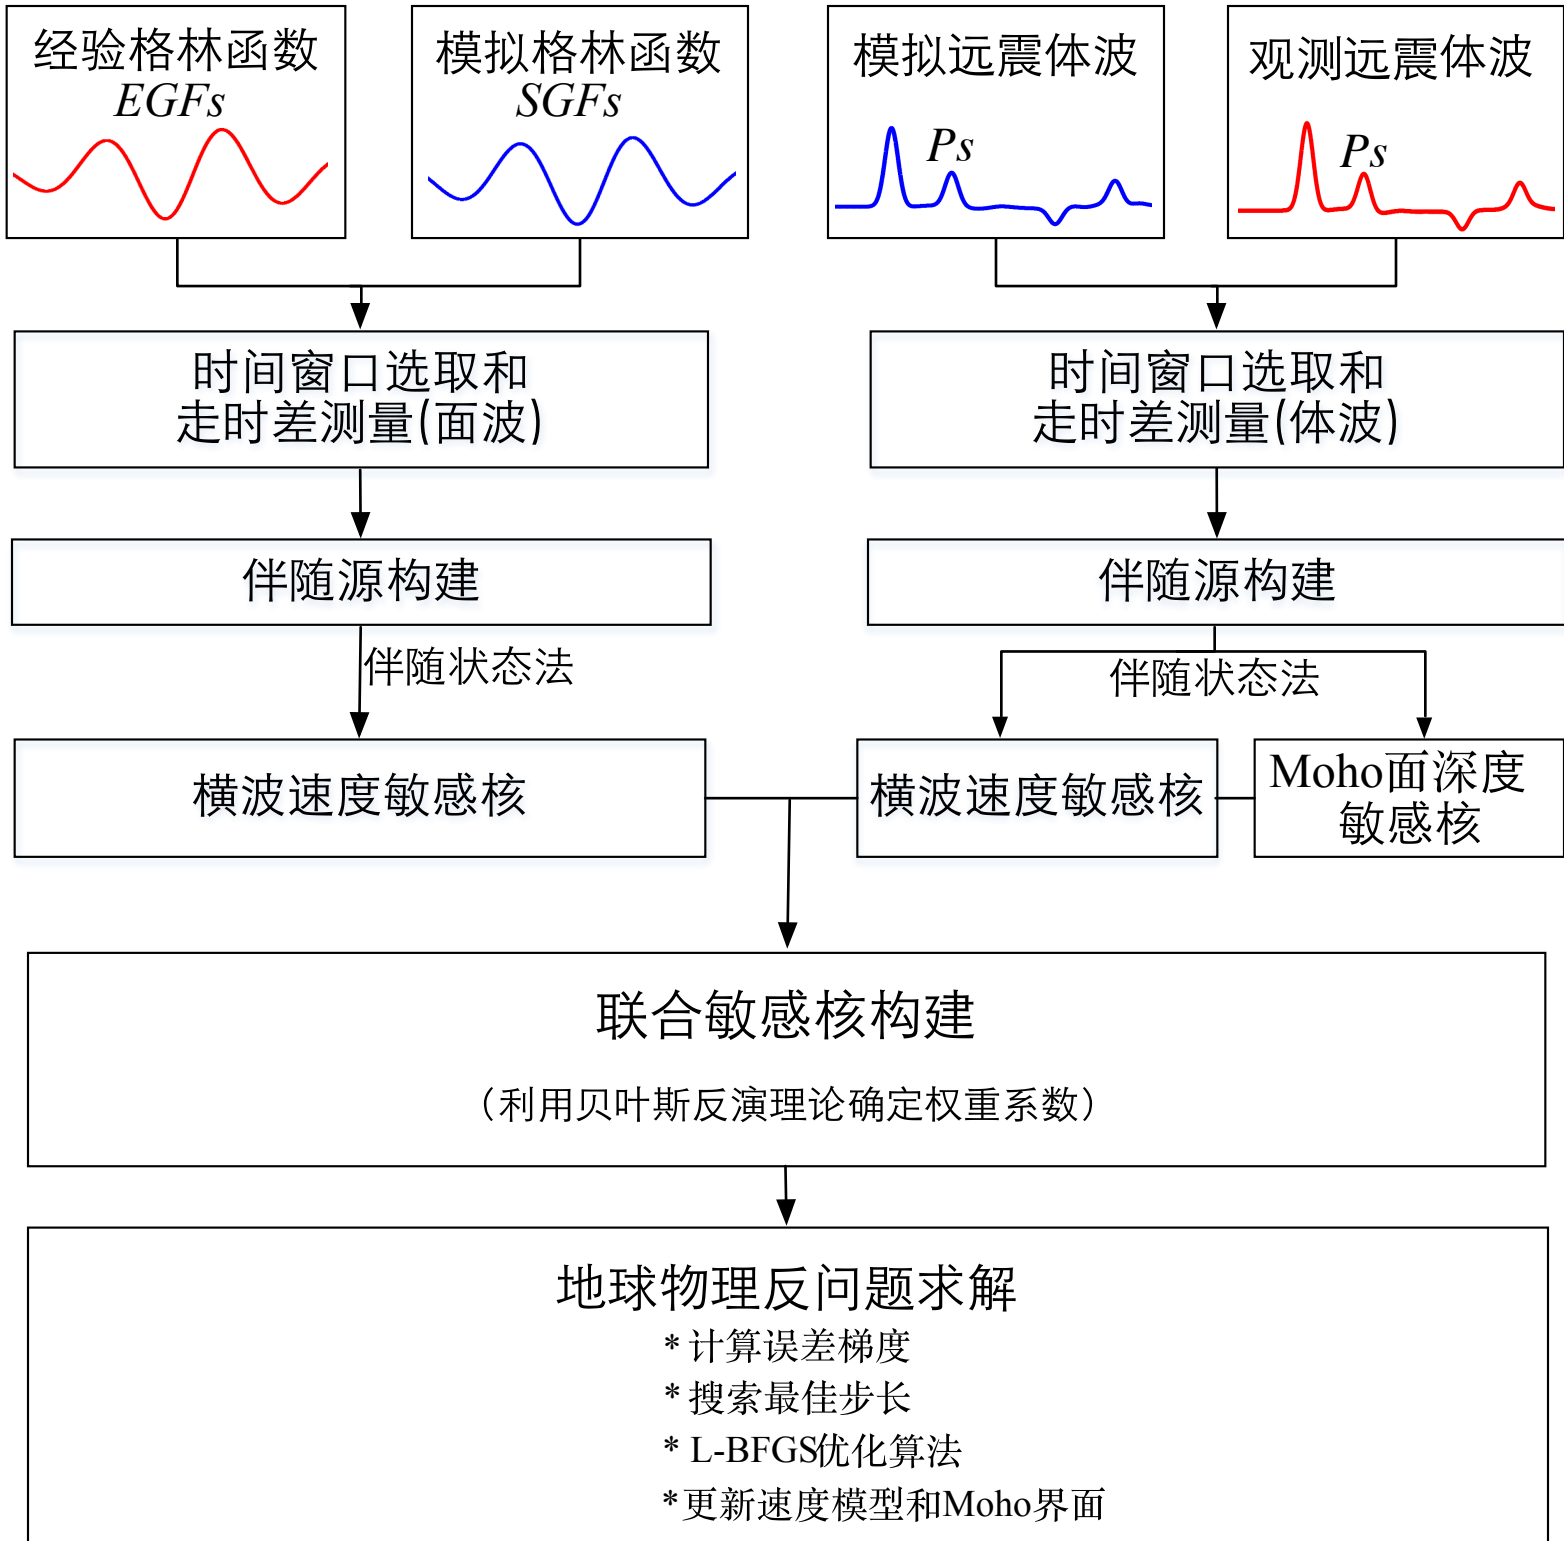 经验格林函数
EGFs
模拟格林函数
SGFs
模拟远震体波
Ps
观测远震体波
Ps
时间窗口选取和
走时差测量(面波)
时间窗口选取和
走时差测量(体波)
伴随源构建
伴随源构建
伴随状态法
伴随状态法
横波速度敏感核
横波速度敏感核
Moho面深度
敏感核
联合敏感核构建
（利用贝叶斯反演理论确定权重系数）
地球物理反问题求解
* 计算误差梯度
* 搜索最佳步长
* L-BFGS优化算法
*更新速度模型和Moho界面